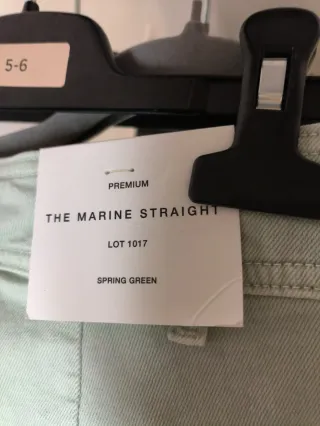 5-6
PREMIUM
THE MARINE STRAIGHT
LOT 1017
SPRING GREEN